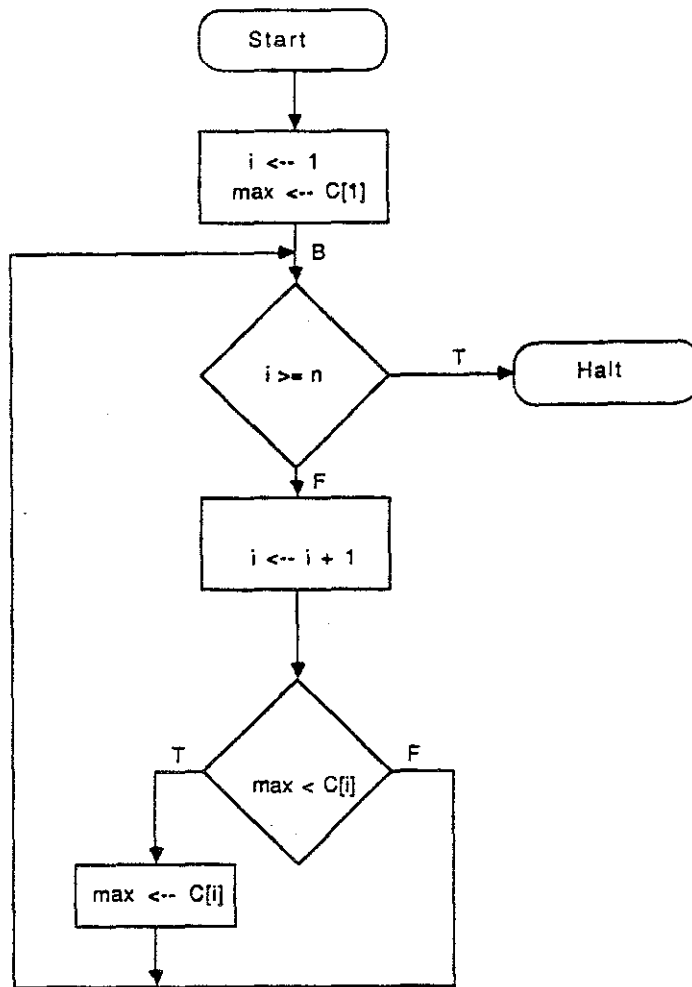 Start
i <-- 1
max <-- C[1]
B
i >= n
T
Halt
F
i <-- i + 1
T
F
max < C[i]
max <-- C[i]